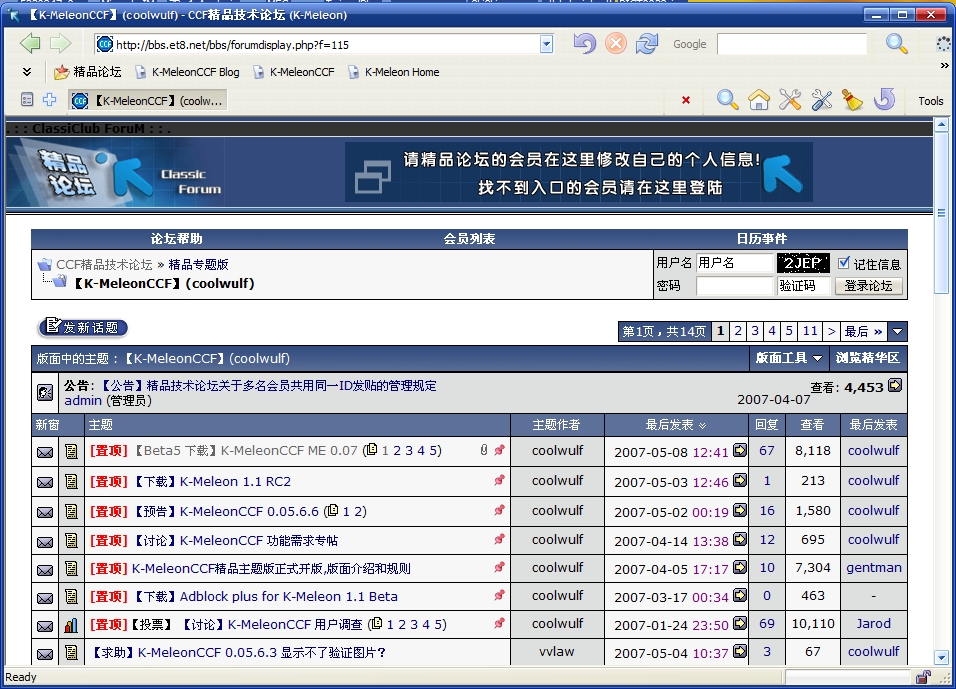 【K-MeleonCCF】(coolwulf) - CCF精品技术论坛 (K-Meleon)
http://bbs.et8.net/bbs/forumdisplay.php?f=115
Google
精品论坛 K-MeleonCCF Blog K-MeleonCCF K-Meleon Home
【K-MeleonCCF】(coolw...
Tools
. : : ClassiClub ForuM : : .
精品论坛
Classic Forum
请精品论坛的会员在这里修改自己的个人信息!
找不到入口的会员请在这里登陆
论坛帮助 会员列表 日历事件
CCF精品技术论坛 » 精品专题版
【K-MeleonCCF】(coolwulf)
用户名 用户名 2JEP 记住信息
密码 验证码 登录论坛
发新话题
第1页，共14页 1 2 3 4 5 11 > 最后 »
版面中的主题：【K-MeleonCCF】(coolwulf) 版面工具 浏览精华区
公告: 【公告】精品技术论坛关于多名会员共用同一ID发贴的管理规定 查看: 4,453
admin (管理员) 2007-04-07
新窗 主题 主题作者 最后发表 回复 查看 最后发表
[置顶]【Beta5 下载】K-MeleonCCF ME 0.07 ( 1 2 3 4 5) coolwulf 2007-05-08 12:41 67 8,118 coolwulf
[置顶]【下载】K-Meleon 1.1 RC2 coolwulf 2007-05-03 12:46 1 213 coolwulf
[置顶]【预告】K-MeleonCCF 0.05.6.6 ( 1 2) coolwulf 2007-05-02 00:19 16 1,580 coolwulf
[置顶]【讨论】K-MeleonCCF 功能需求专帖 coolwulf 2007-04-14 13:38 12 695 coolwulf
[置顶] K-MeleonCCF精品主题版正式开版,版面介绍和规则 coolwulf 2007-04-05 17:17 10 7,304 gentman
[置顶]【下载】Adblock plus for K-Meleon 1.1 Beta coolwulf 2007-03-17 00:34 0 463 -
[置顶]【投票】【讨论】K-MeleonCCF 用户调查 ( 1 2 3 4 5) coolwulf 2007-01-24 23:50 69 10,110 Jarod
【求助】K-MeleonCCF 0.05.6.3 显示不了验证图片? vvlaw 2007-05-04 10:37 3 67 coolwulf
Ready